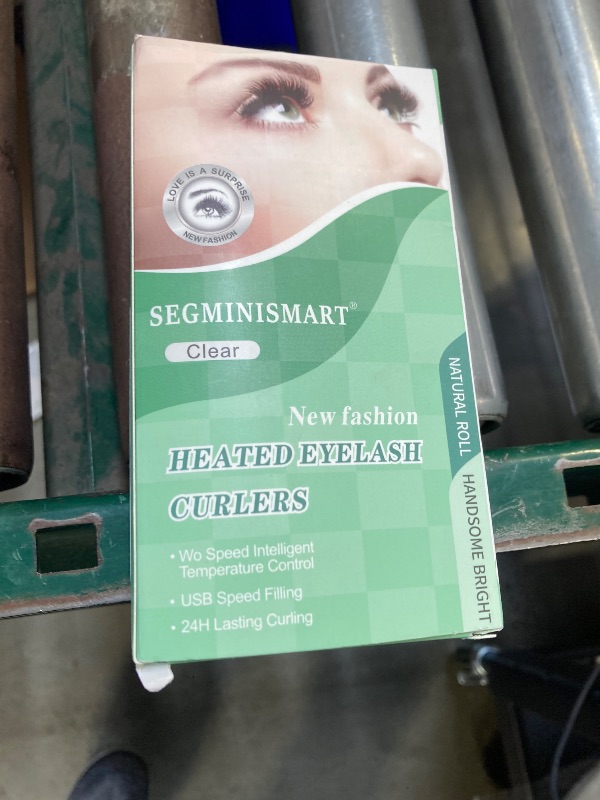 LOVE IS A SURPRISE
NEW FASHION
SEGMINISMART®
Clear
New fashion
HEATED EYELASH
CURLERS
• Wo Speed Intelligent
Temperature Control
• USB Speed Filling
• 24H Lasting Curling
NATURAL ROLL
HANDSOME BRIGHT